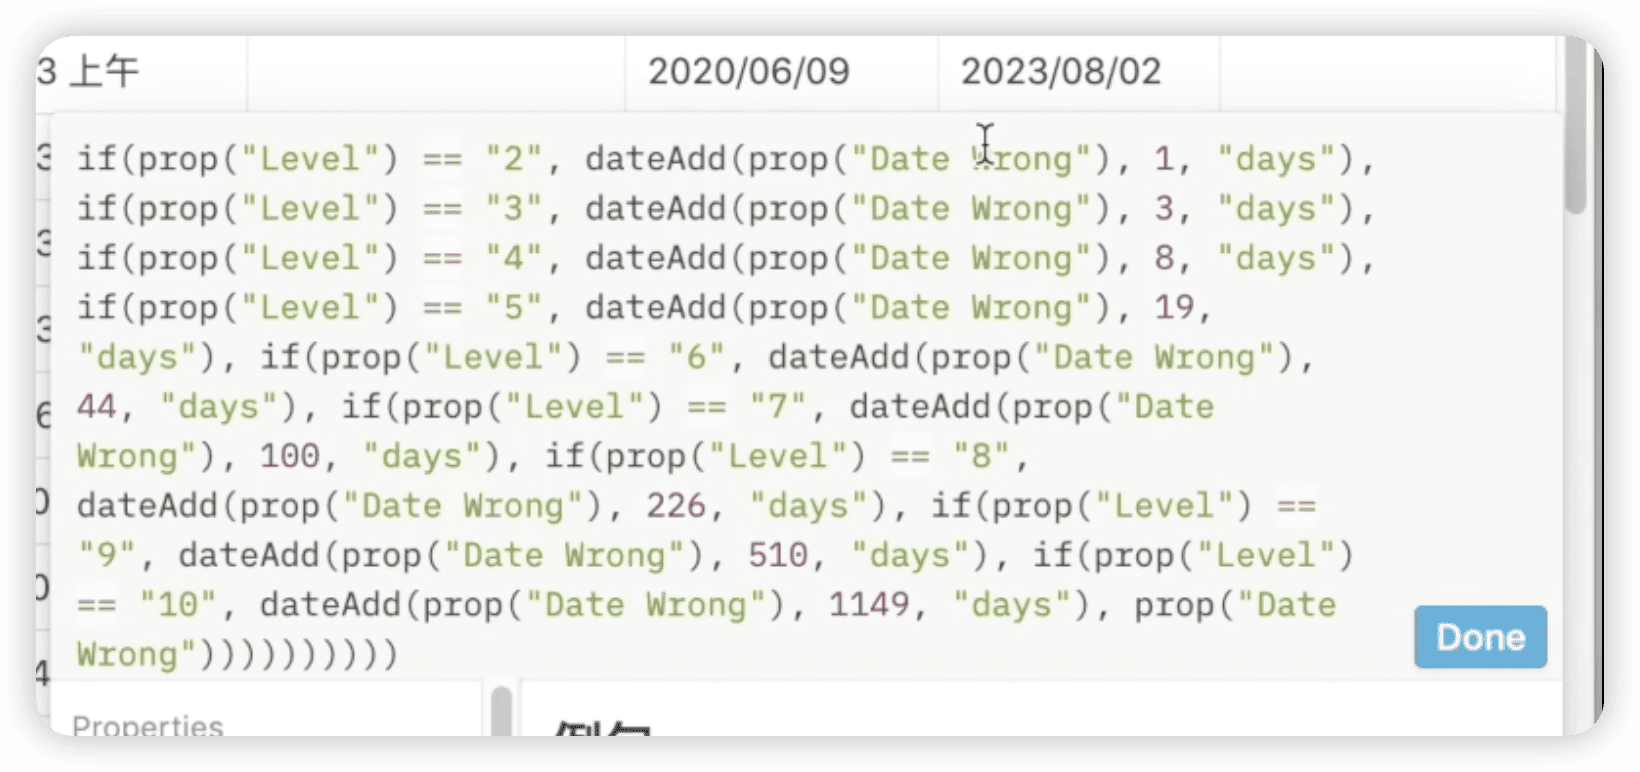 3 上午 2020/06/09 2023/08/02
if(prop("Level") == "2", dateAdd(prop("Date Wrong"), 1, "days"),
if(prop("Level") == "3", dateAdd(prop("Date Wrong"), 3, "days"),
if(prop("Level") == "4", dateAdd(prop("Date Wrong"), 8, "days"),
if(prop("Level") == "5", dateAdd(prop("Date Wrong"), 19,
"days"), if(prop("Level") == "6", dateAdd(prop("Date Wrong"),
44, "days"), if(prop("Level") == "7", dateAdd(prop("Date
Wrong"), 100, "days"), if(prop("Level") == "8",
dateAdd(prop("Date Wrong"), 226, "days"), if(prop("Level") ==
"9", dateAdd(prop("Date Wrong"), 510, "days"), if(prop("Level")
== "10", dateAdd(prop("Date Wrong"), 1149, "days"), prop("Date
Wrong"))))))))))
Done
Properties